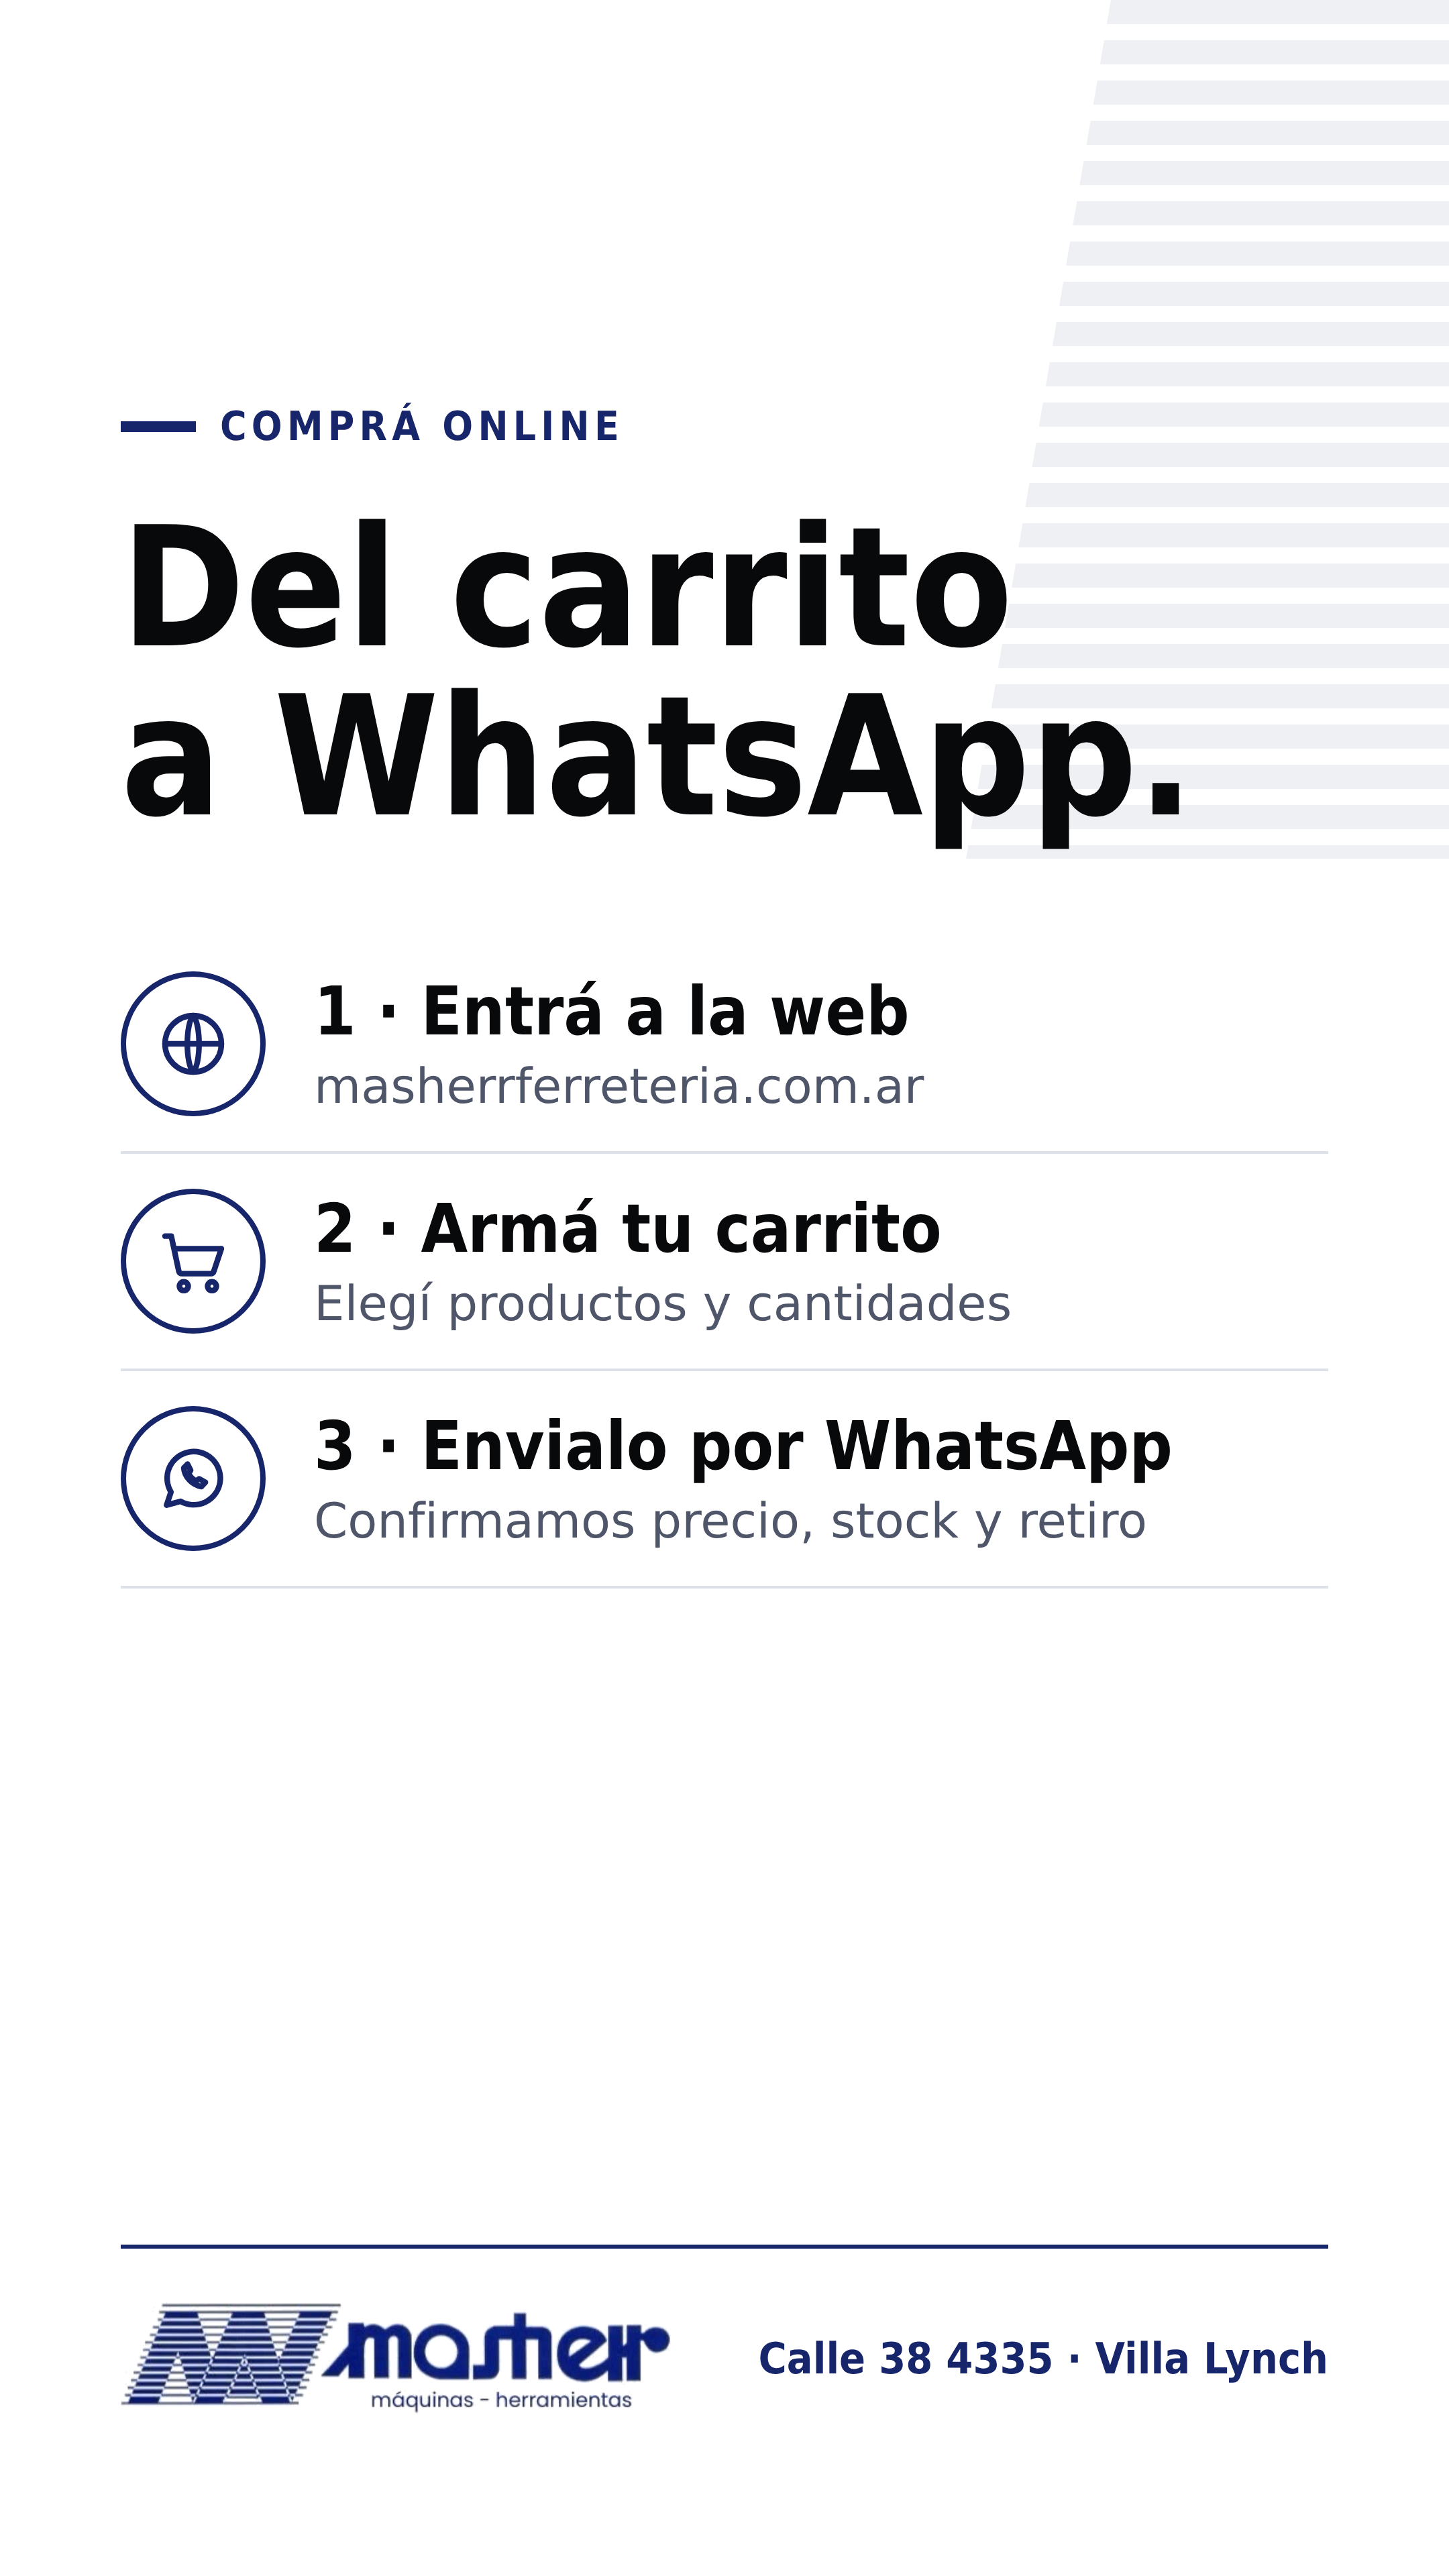 COMPRÁ ONLINE
Del carrito
a WhatsApp.
1 · Entrá a la web
masherrferreteria.com.ar
2 · Armá tu carrito
Elegí productos y cantidades
3 · Envialo por WhatsApp
Confirmamos precio, stock y retiro
masherr
máquinas - herramientas
Calle 38 4335 · Villa Lynch